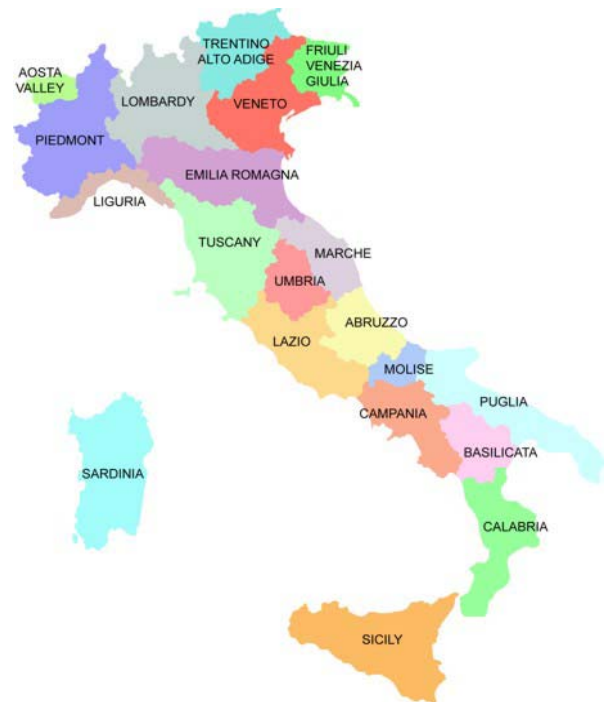 TRENTINO
ALTO ADIGE
FRIULI
VENEZIA
GIULIA
AOSTA
VALLEY
LOMBARDY
VENETO
PIEDMONT
EMILIA ROMAGNA
LIGURIA
TUSCANY
MARCHE
UMBRIA
ABRUZZO
LAZIO
MOLISE
PUGLIA
CAMPANIA
BASILICATA
SARDINIA
CALABRIA
SICILY